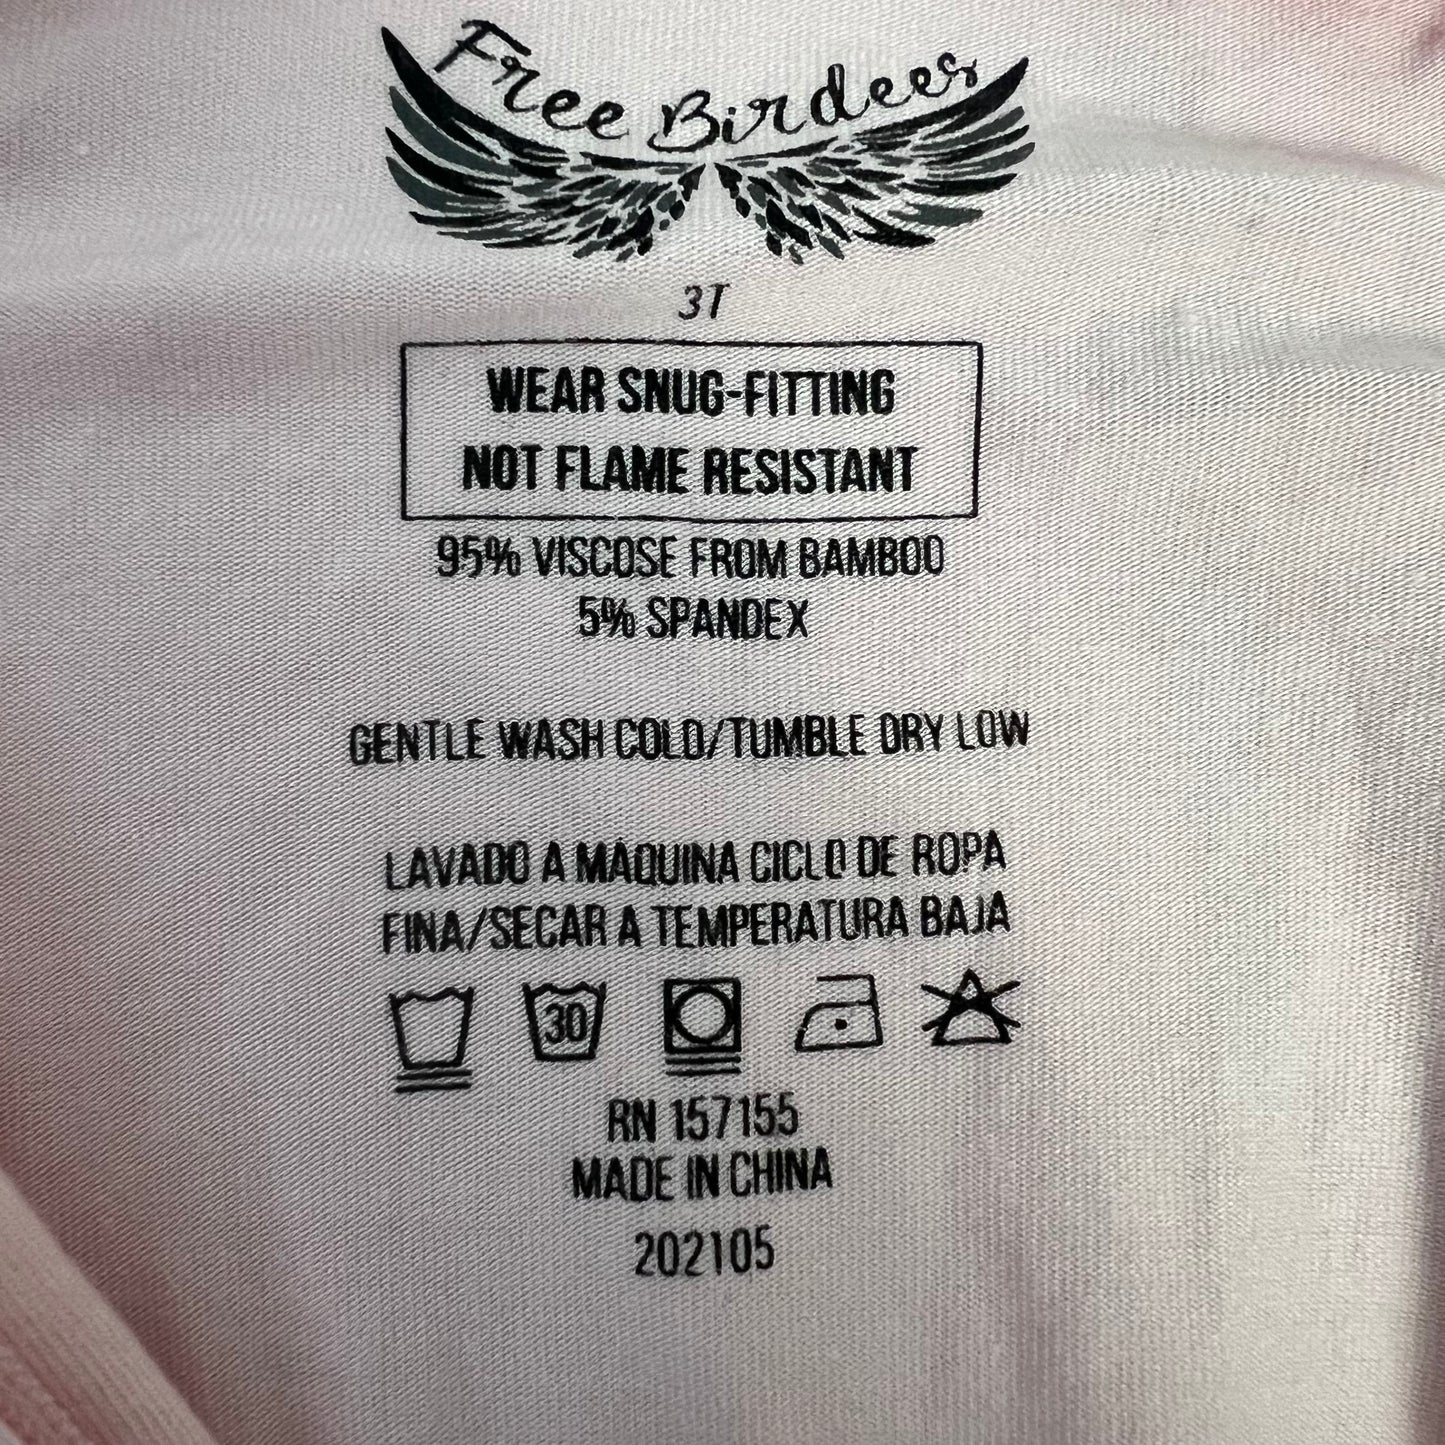 Free Birdees
3T
WEAR SNUG-FITTING
NOT FLAME RESISTANT
95% VISCOSE FROM BAMBOO
5% SPANDEX
GENTLE WASH COLD/TUMBLE DRY LOW
LAVADO A MÁQUINA CICLO DE ROPA
FINA/SECAR A TEMPERATURA BAJA
30
RN 157155
MADE IN CHINA
202105